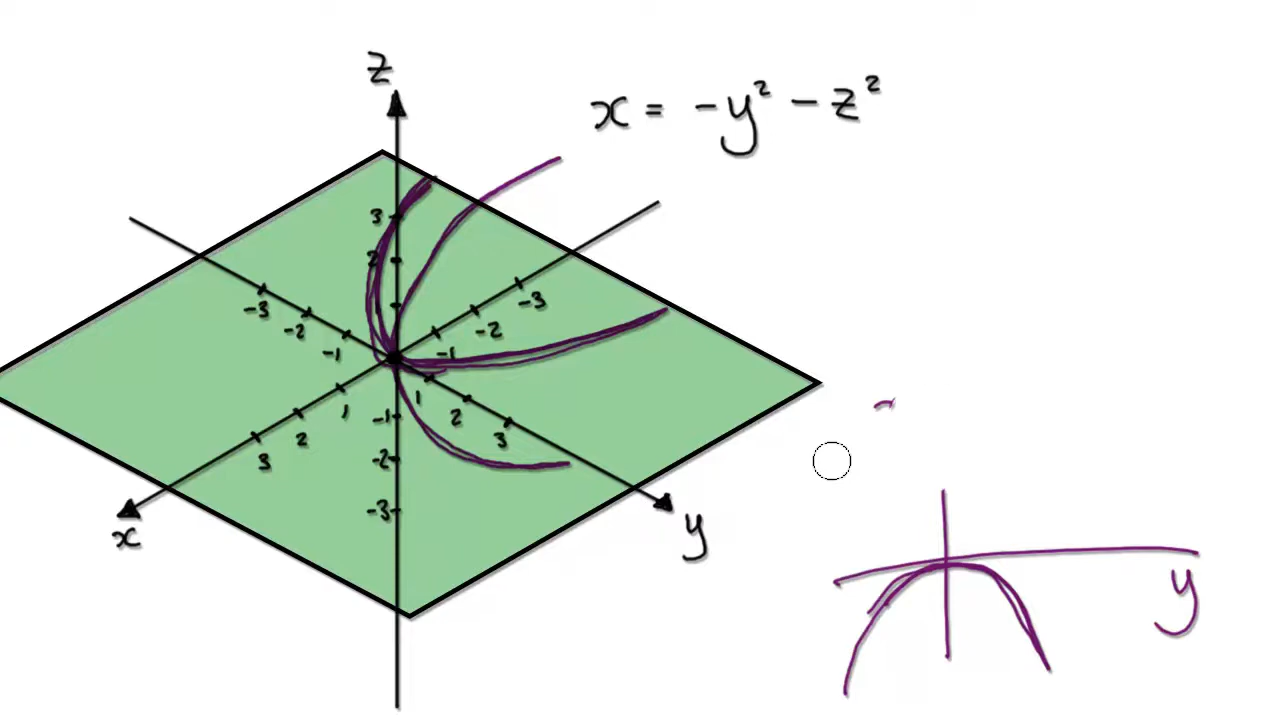 z
x = -y² - z²
3
2
-3 -2 -1
-1 -2 -3
1 2 3
1 2 3
-1
-2
-3
x
y
y